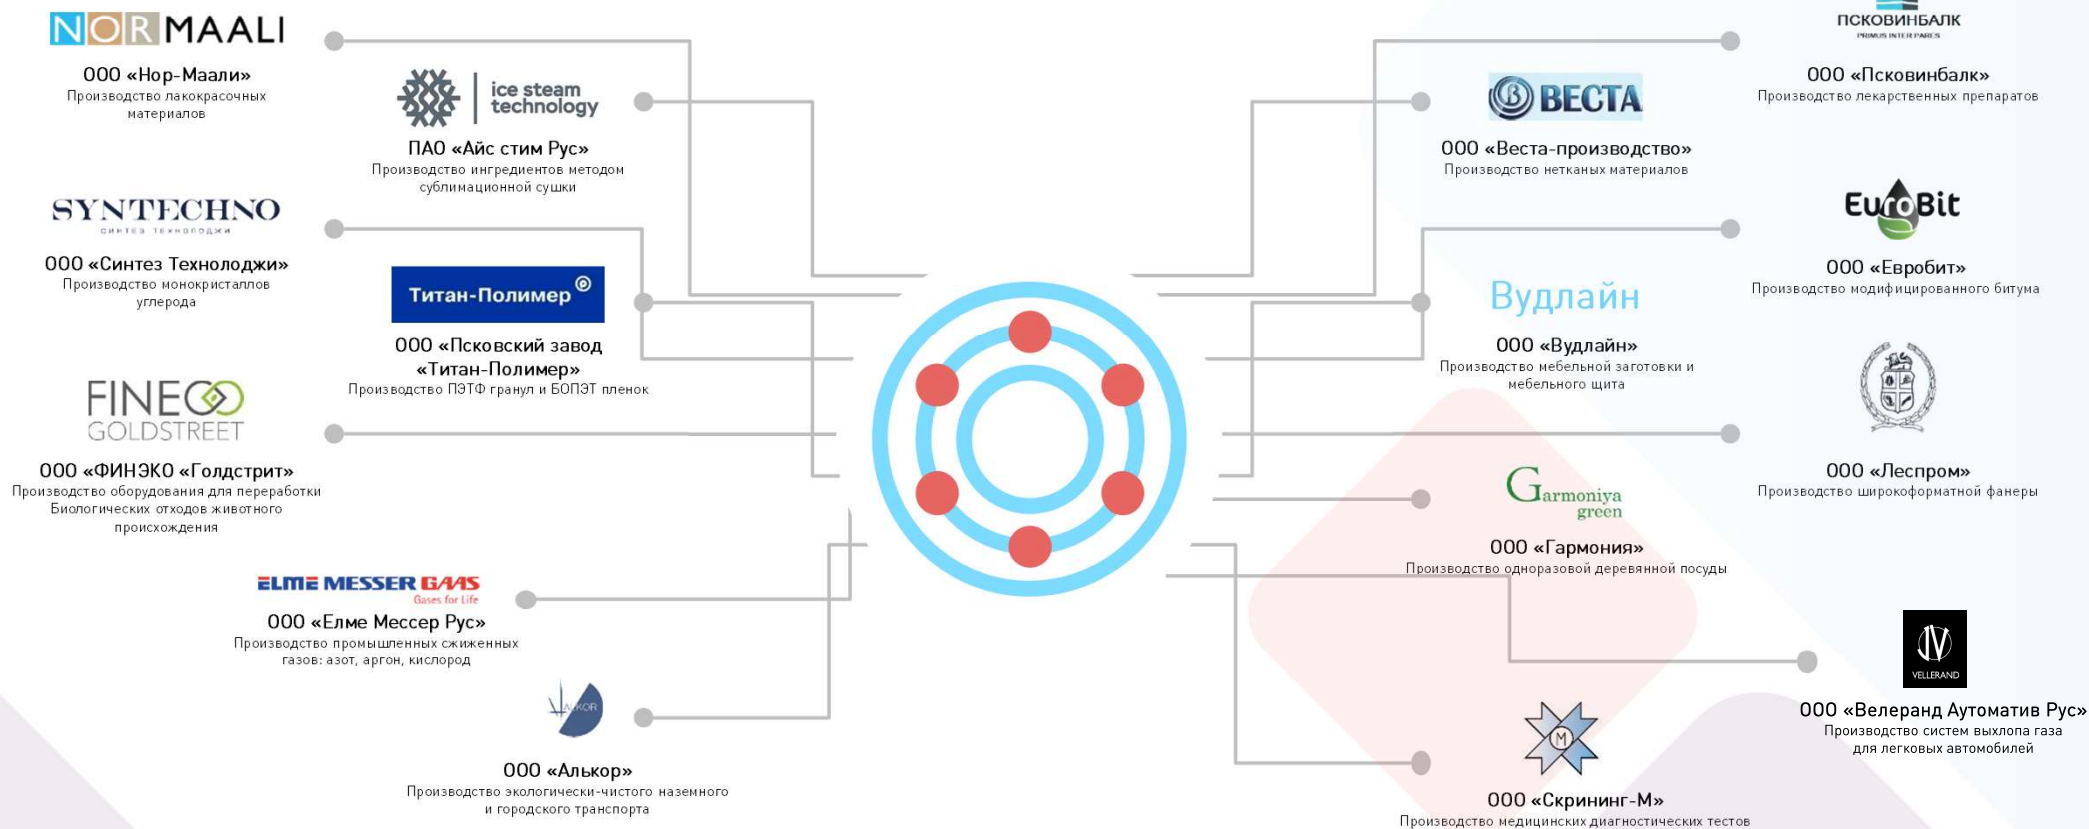 NORMAALI
ООО «Нор-Маали»
Производство лакокрасочных
материалов
ice steam
technology
ПАО «Айс стим Рус»
Производство ингредиентов методом
сублимационной сушки
SYNTECHNO
СИНТЕЗ ТЕХНОЛОДЖИ
ООО «Синтез Технолоджи»
Производство монокристаллов
углерода
Титан-Полимер ®
ООО «Псковский завод
«Титан-Полимер»
Производство ПЭТФ гранул и БОПЭТ пленок
FINECO
GOLDSTREET
ООО «ФИНЭКО «Голдстрит»
Производство оборудования для переработки
Биологических отходов животного
происхождения
ELME MESSER GAAS
Gases for Life
ООО «Елме Мессер Рус»
Производство промышленных сжиженных
газов: азот, аргон, кислород
ALKOR
ООО «Алькор»
Производство экологически-чистого наземного
и городского транспорта
ПСКОВИНБАЛК
PRIMUS INTER PARES
ООО «Псковинбалк»
Производство лекарственных препаратов
ВЕСТА
ООО «Веста-производство»
Производство нетканых материалов
EuroBit
ООО «Евробит»
Производство модифицированного битума
Вудлайн
ООО «Вудлайн»
Производство мебельной заготовки и
мебельного щита
ООО «Леспром»
Производство широкоформатной фанеры
Garmoniya
green
ООО «Гармония»
Производство одноразовой деревянной посуды
VELLERAND
ООО «Велеранд Аутоматив Рус»
Производство систем выхлопа газа
для легковых автомобилей
М
ООО «Скрининг-М»
Производство медицинских диагностических тестов